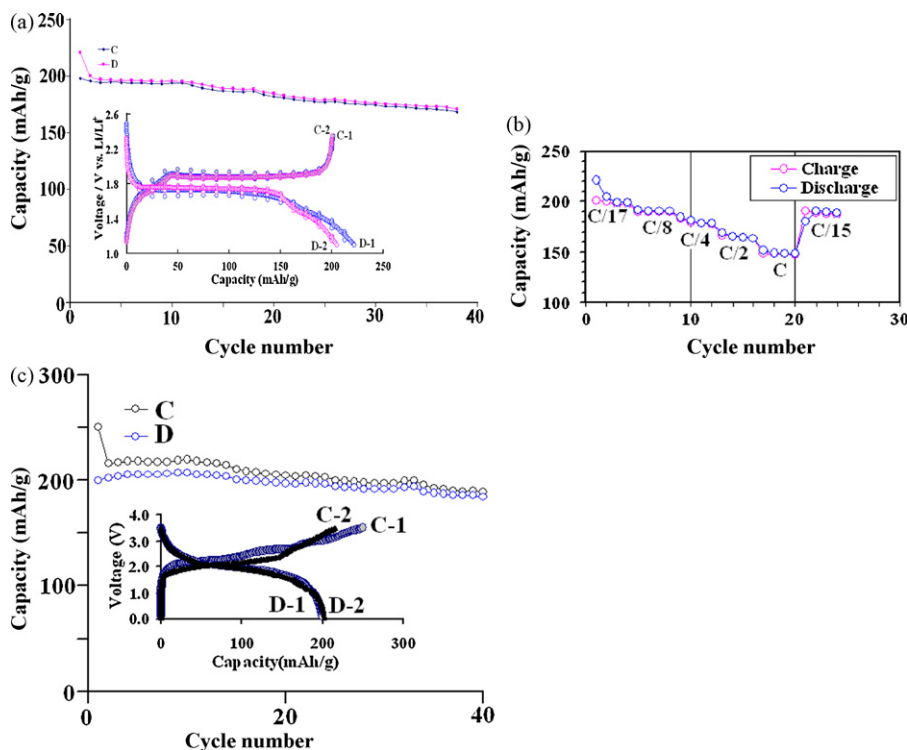 (a)
250
200
150
100
50
0
0
10
20
30
40
Capacity (mAh/g)
Cycle number
C
D
2.6
2.2
1.8
1.4
1.0
0
50
100
150
200
250
Voltage / V vs. Li/Li+
Capacity (mAh/g)
C-2
C-1
D-2
D-1
(b)
250
200
150
100
0
10
20
30
Capacity (mAh/g)
Cycle number
Charge
Discharge
C/17
C/8
C/4
C/2
C
C/15
(c)
300
200
100
0
0
20
40
Capacity (mAh/g)
Cycle number
C
D
4.0
3.0
2.0
1.0
0.0
0
100
200
300
Voltage (V)
Capacity(mAh/g)
C-2
C-1
D-1
D-2